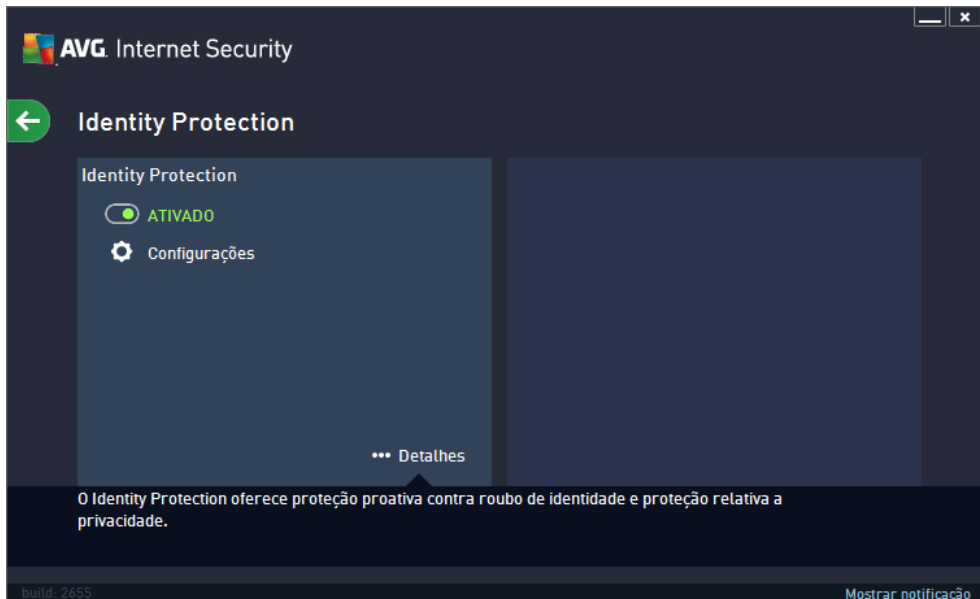 AVG. Internet Security
Identity Protection
Identity Protection
ATIVADO
Configurações
••• Detalhes
O Identity Protection oferece proteção proativa contra roubo de identidade e proteção relativa a
privacidade.
build: 2655
Mostrar notificação